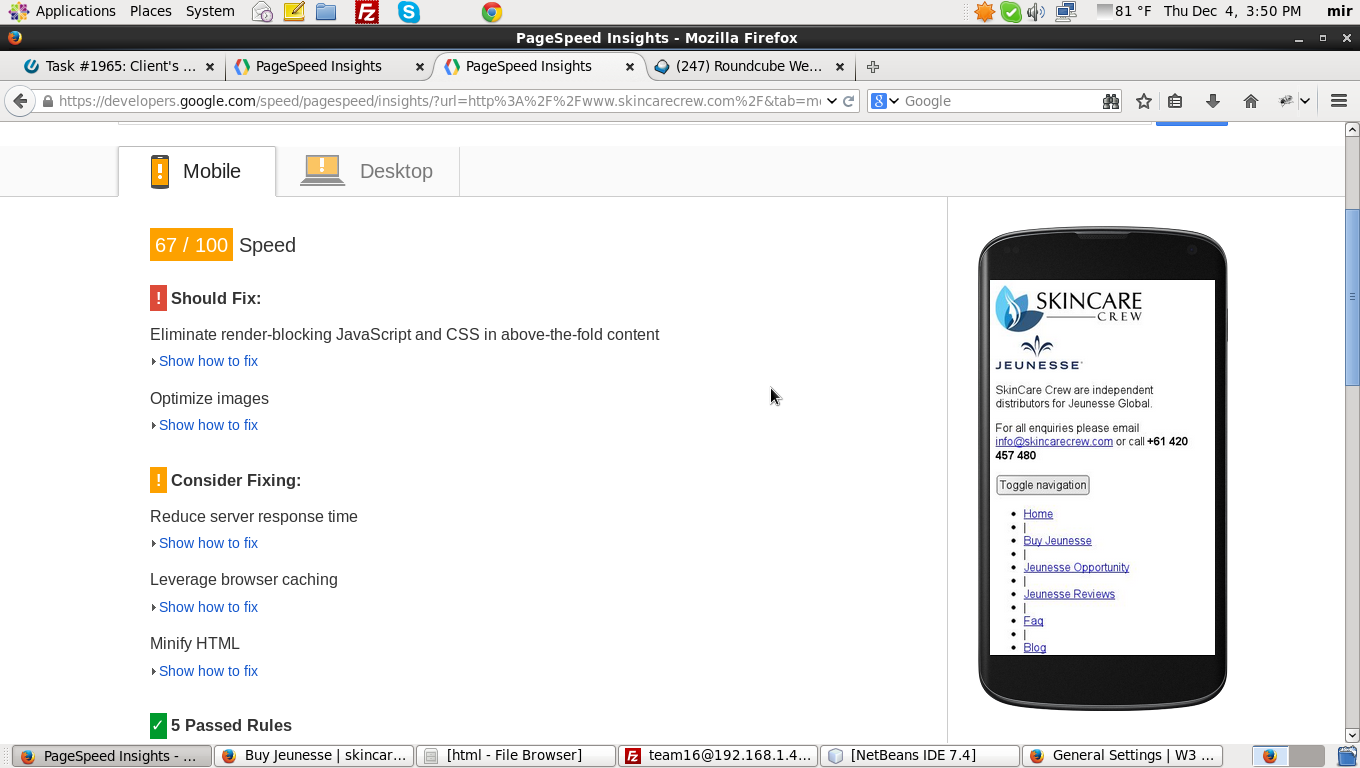 Applications Places System 81 °F Thu Dec 4, 3:50 PM mir
PageSpeed Insights - Mozilla Firefox
Task #1965: Client's ... PageSpeed Insights PageSpeed Insights (247) Roundcube We...
https://developers.google.com/speed/pagespeed/insights/?url=http%3A%2F%2Fwww.skincarecrew.com%2F&tab=mo Google
Mobile Desktop
67 / 100 Speed
! Should Fix:
Eliminate render-blocking JavaScript and CSS in above-the-fold content
Show how to fix
Optimize images
Show how to fix
! Consider Fixing:
Reduce server response time
Show how to fix
Leverage browser caching
Show how to fix
Minify HTML
Show how to fix
✓ 5 Passed Rules
SKINCARE
CREW
JEUNESSE
SkinCare Crew are independent
distributors for Jeunesse Global.
For all enquiries please email
info@skincarecrew.com or call +61 420
457 480
Toggle navigation
Home
|
Buy Jeunesse
|
Jeunesse Opportunity
|
Jeunesse Reviews
|
Faq
|
Blog
PageSpeed Insights - ... Buy Jeunesse | skincar... [html - File Browser] team16@192.168.1.4... [NetBeans IDE 7.4] General Settings | W3 ...